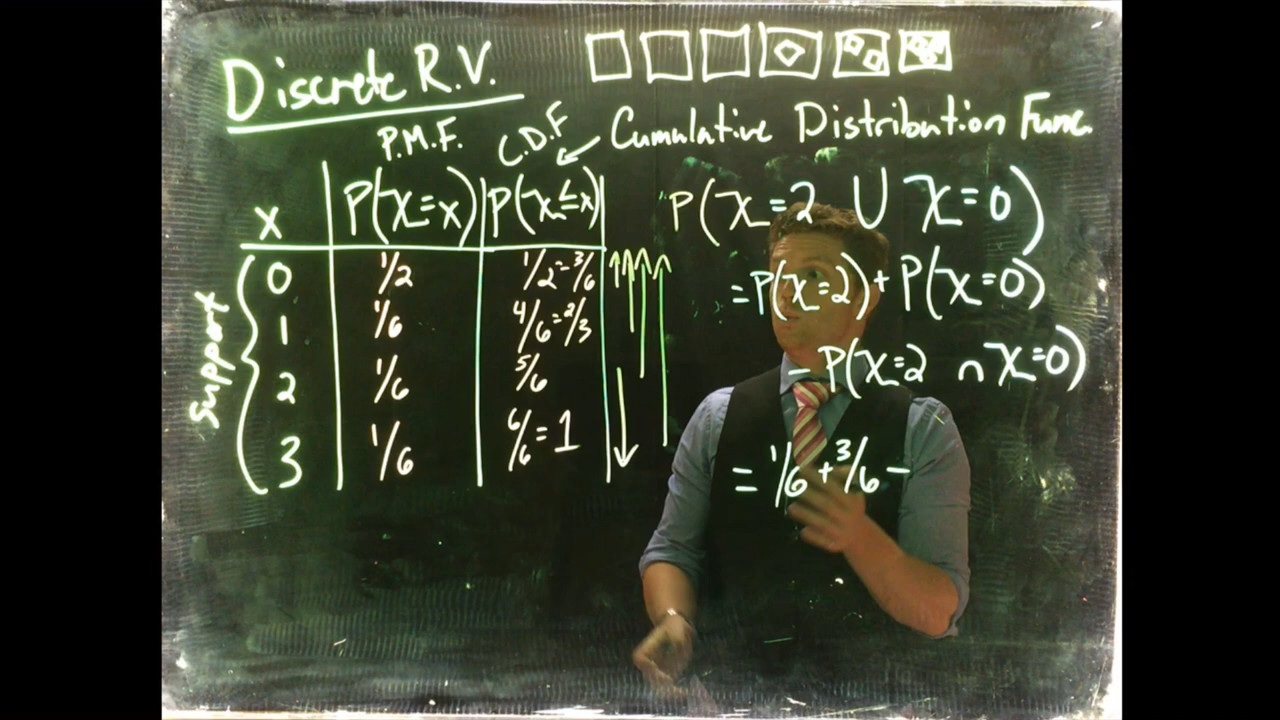 Discrete R.V.
P.M.F. C.D.F ← Cumulative Distribution Func.
x P(X=x) P(X≤x)
0 1/2 1/2=3/6
1 1/6 4/6=2/3
2 1/6 5/6
3 1/6 6/6=1
Support
P(X=2 ∪ X=0)
=P(X=2)+P(X=0)
-P(X=2 ∩ X=0)
= 1/6 + 3/6 -